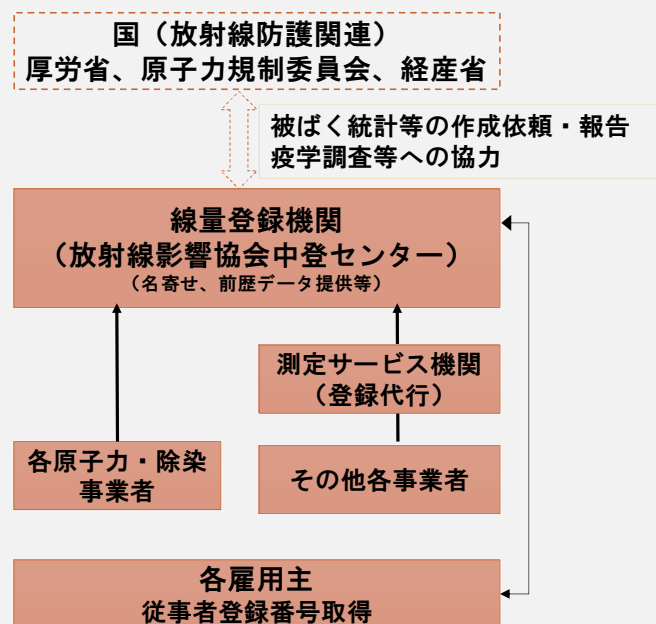 国（放射線防護関連）
厚労省、原子力規制委員会、経産省
被ばく統計等の作成依頼・報告
疫学調査等への協力
線量登録機関
（放射線影響協会中登センター）
（名寄せ、前歴データ提供等）
測定サービス機関
（登録代行）
各原子力・除染
事業者
その他各事業者
各雇用主
従事者登録番号取得